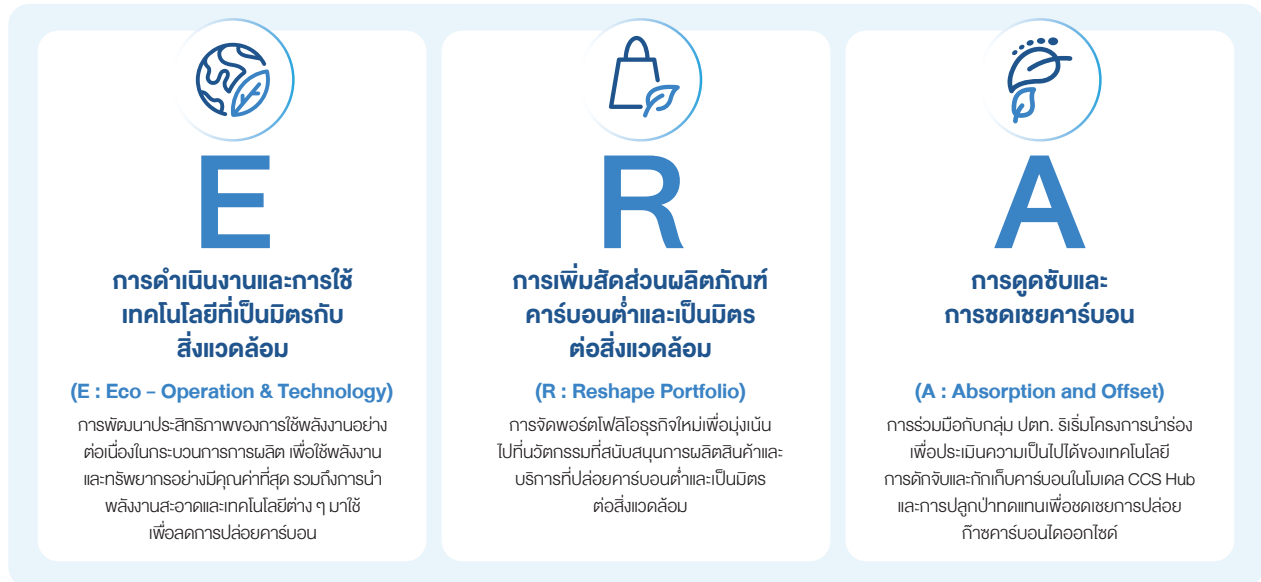 E
การดำเนินงานและการใช้
เทคโนโลยีที่เป็นมิตรกับ
สิ่งแวดล้อม
(E : Eco – Operation & Technology)
การพัฒนาประสิทธิภาพของการใช้พลังงานอย่าง
ต่อเนื่องในกระบวนการการผลิต เพื่อใช้พลังงาน
และทรัพยากรอย่างมีคุณค่าที่สุด รวมถึงการนำ
พลังงานสะอาดและเทคโนโลยีต่าง ๆ มาใช้
เพื่อลดการปล่อยคาร์บอน
R
การเพิ่มสัดส่วนผลิตภัณฑ์
คาร์บอนต่ำและเป็นมิตร
ต่อสิ่งแวดล้อม
(R : Reshape Portfolio)
การจัดพอร์ตโฟลิโอธุรกิจใหม่เพื่อมุ่งเน้น
ไปที่นวัตกรรมที่สนับสนุนการผลิตสินค้าและ
บริการที่ปล่อยคาร์บอนต่ำและเป็นมิตร
ต่อสิ่งแวดล้อม
A
การดูดซับและ
การชดเชยคาร์บอน
(A : Absorption and Offset)
การร่วมมือกับกลุ่ม ปตท. ริเริ่มโครงการนำร่อง
เพื่อประเมินความเป็นไปได้ของเทคโนโลยี
การดักจับและกักเก็บคาร์บอนในโมเดล CCS Hub
และการปลูกป่าทดแทนเพื่อชดเชยการปล่อย
ก๊าซคาร์บอนไดออกไซด์